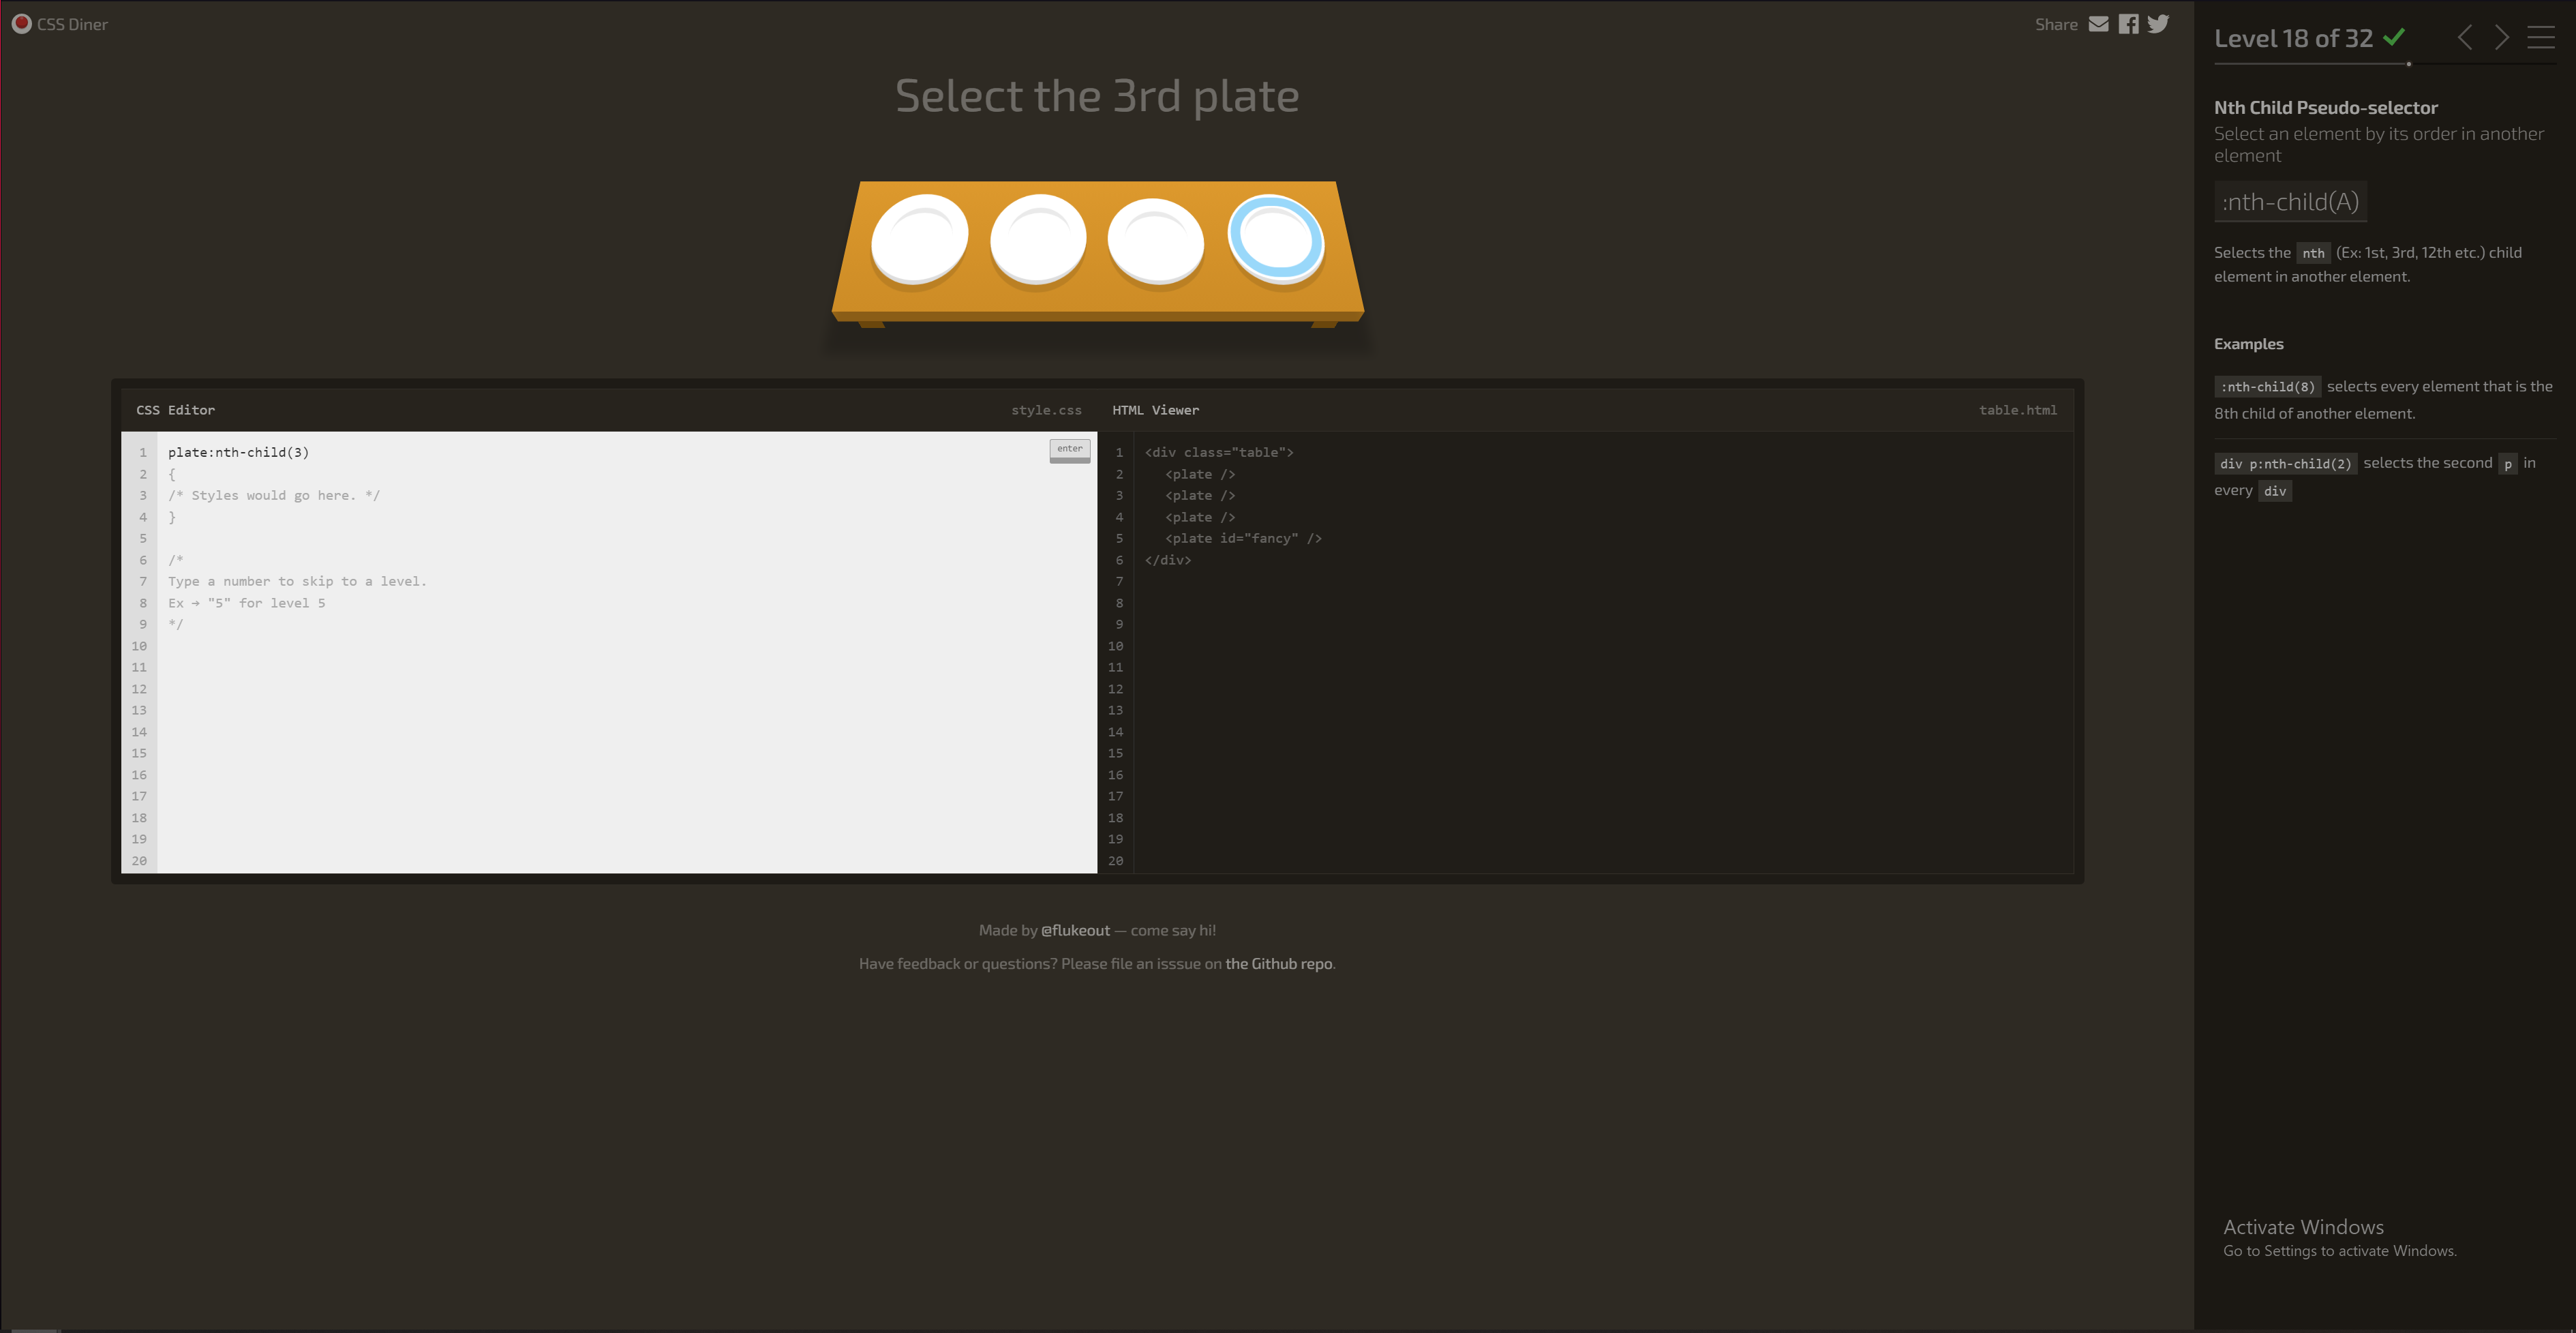 CSS Diner
Share
Select the 3rd plate
CSS Editor
style.css
1 plate:nth-child(3)
2 {
3 /* Styles would go here. */
4 }
5
6 /*
7 Type a number to skip to a level.
8 Ex → "5" for level 5
9 */
10
11
12
13
14
15
16
17
18
19
20
enter
HTML Viewer
table.html
1 <div class="table">
2 <plate />
3 <plate />
4 <plate />
5 <plate id="fancy" />
6 </div>
7
8
9
10
11
12
13
14
15
16
17
18
19
20
Made by @flukeout — come say hi!
Have feedback or questions? Please file an isssue on the Github repo.
Level 18 of 32
Nth Child Pseudo-selector
Select an element by its order in another
element
:nth-child(A)
Selects the nth (Ex: 1st, 3rd, 12th etc.) child
element in another element.
Examples
:nth-child(8) selects every element that is the
8th child of another element.
div p:nth-child(2) selects the second p in
every div
Activate Windows
Go to Settings to activate Windows.